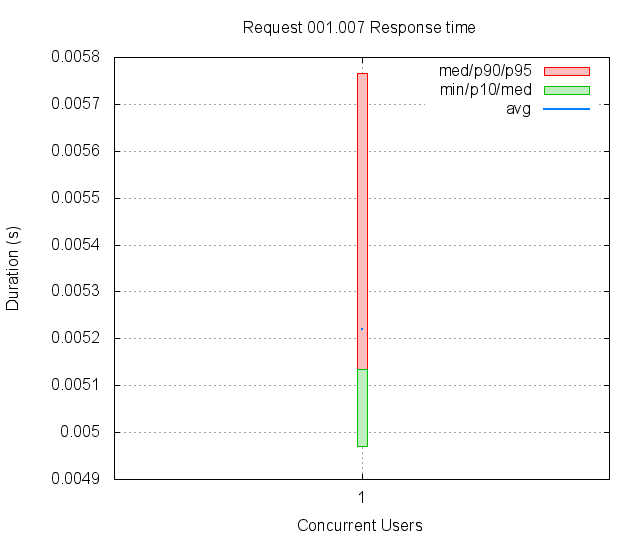 Request 001.007 Response time
0.0058
0.0057
0.0056
0.0055
0.0054
0.0053
0.0052
0.0051
0.005
0.0049
Duration (s)
med/p90/p95
min/p10/med
avg
1
Concurrent Users